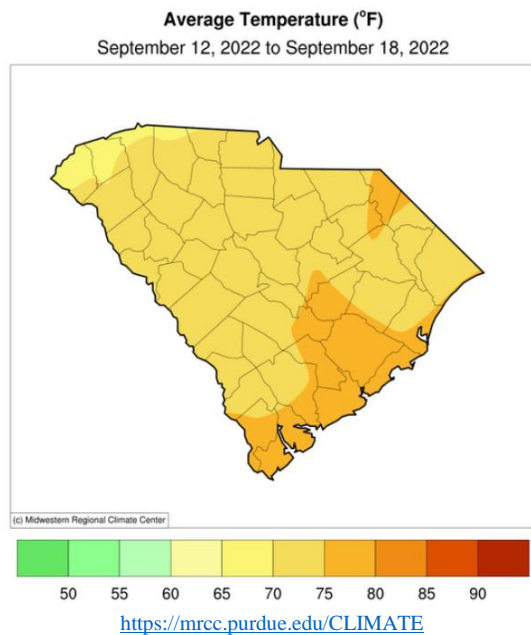 Average Temperature (°F)
September 12, 2022 to September 18, 2022
(c) Midwestern Regional Climate Center
50 55 60 65 70 75 80 85 90
https://mrcc.purdue.edu/CLIMATE